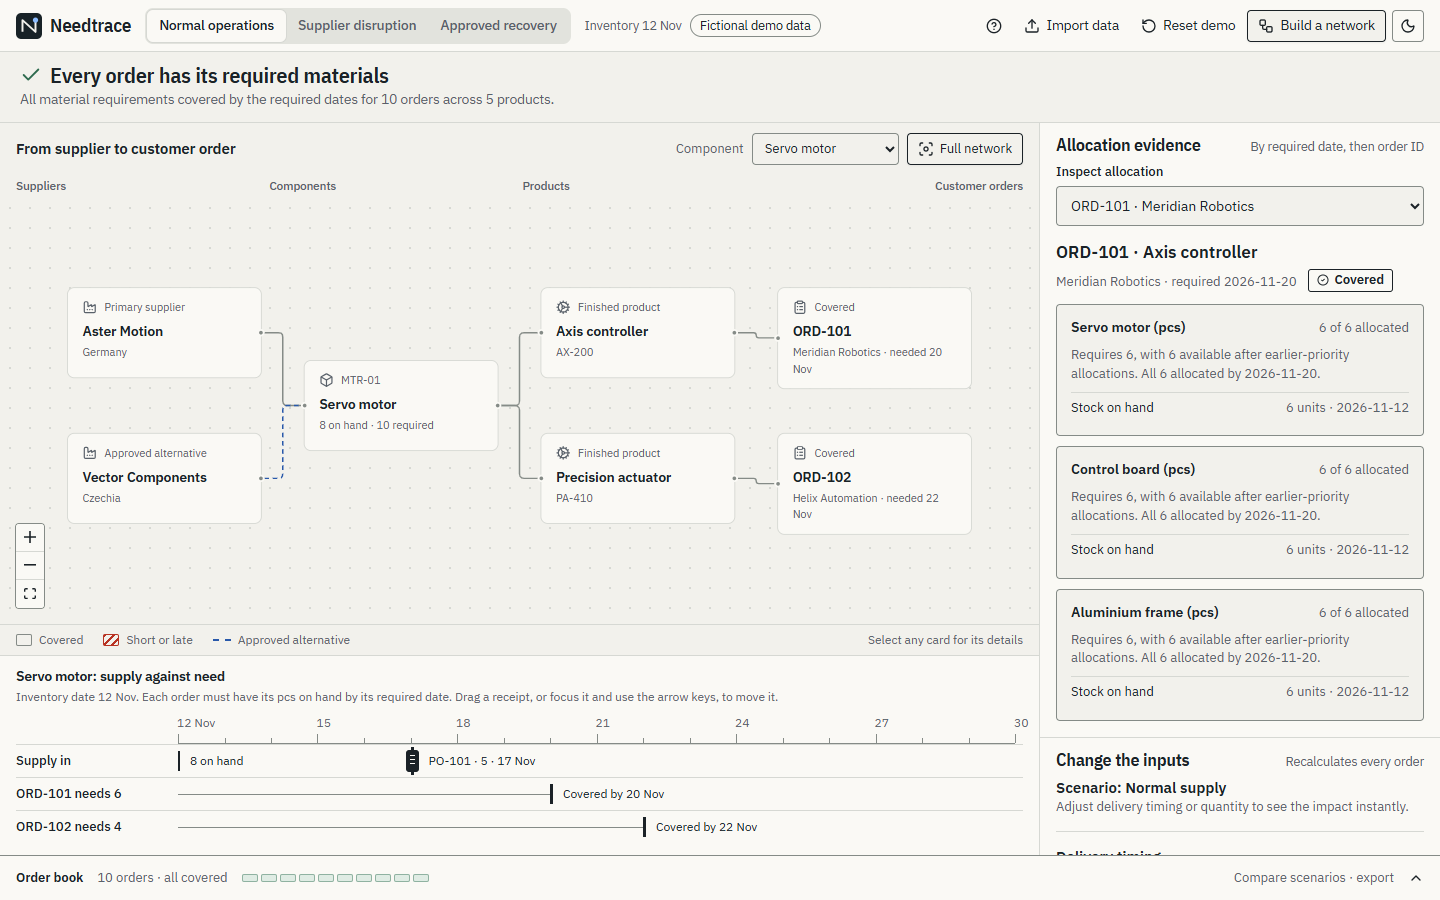 Needtrace
Normal operations
Supplier disruption
Approved recovery
Inventory 12 Nov
Fictional demo data
Import data
Reset demo
Build a network
Every order has its required materials
All material requirements covered by the required dates for 10 orders across 5 products.
From supplier to customer order
Component
Servo motor
Full network
Suppliers
Components
Products
Customer orders
Primary supplier
Aster Motion
Germany
Approved alternative
Vector Components
Czechia
MTR-01
Servo motor
8 on hand · 10 required
Finished product
Axis controller
AX-200
Finished product
Precision actuator
PA-410
Covered
ORD-101
Meridian Robotics · needed 20
Nov
Covered
ORD-102
Helix Automation · needed 22
Nov
Covered
Short or late
Approved alternative
Select any card for its details
Servo motor: supply against need
Inventory date 12 Nov. Each order must have its pcs on hand by its required date. Drag a receipt, or focus it and use the arrow keys, to move it.
12 Nov
15
18
21
24
27
30
Supply in
8 on hand
PO-101 · 5 · 17 Nov
ORD-101 needs 6
Covered by 20 Nov
ORD-102 needs 4
Covered by 22 Nov
Allocation evidence
By required date, then order ID
Inspect allocation
ORD-101 · Meridian Robotics
ORD-101 · Axis controller
Meridian Robotics · required 2026-11-20
Covered
Servo motor (pcs)
6 of 6 allocated
Requires 6, with 6 available after earlier-priority
allocations. All 6 allocated by 2026-11-20.
Stock on hand
6 units · 2026-11-12
Control board (pcs)
6 of 6 allocated
Requires 6, with 6 available after earlier-priority
allocations. All 6 allocated by 2026-11-20.
Stock on hand
6 units · 2026-11-12
Aluminium frame (pcs)
6 of 6 allocated
Requires 6, with 6 available after earlier-priority
allocations. All 6 allocated by 2026-11-20.
Stock on hand
6 units · 2026-11-12
Change the inputs
Recalculates every order
Scenario: Normal supply
Adjust delivery timing or quantity to see the impact instantly.
Delivery timing
Order book
10 orders · all covered
Compare scenarios · export